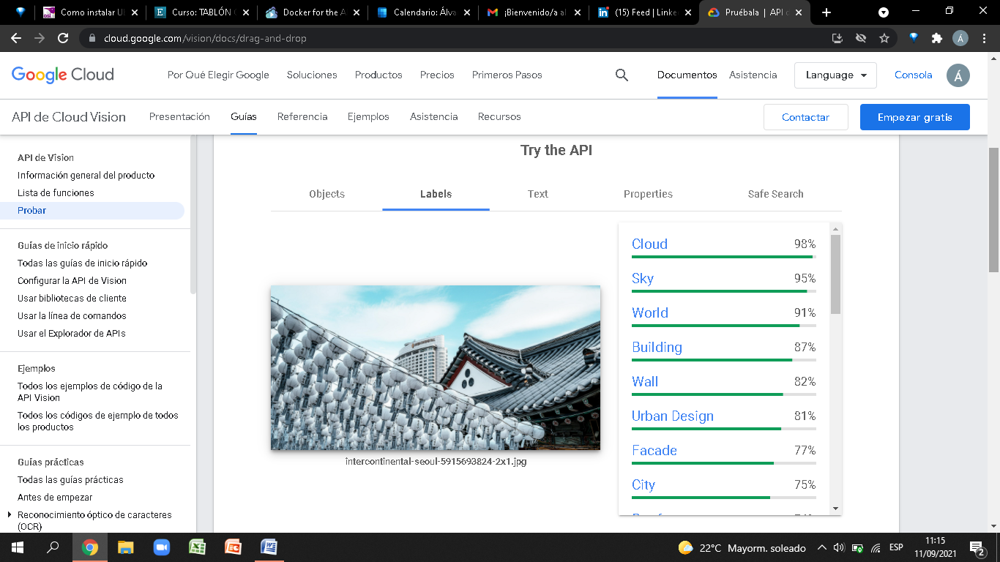 Como instalar Ul
Curso: TABLÓN
Docker for the A
Calendario: Álva
¡Bienvenido/a al
(15) Feed | Linke
Pruébala | API d
cloud.google.com/vision/docs/drag-and-drop
Á
Google Cloud
Por Qué Elegir Google
Soluciones
Productos
Precios
Primeros Pasos
Documentos
Asistencia
Language
Consola
Á
API de Cloud Vision
Presentación
Guías
Referencia
Ejemplos
Asistencia
Recursos
Contactar
Empezar gratis
API de Vision
Información general del producto
Lista de funciones
Probar
Guías de inicio rápido
Todas las guías de inicio rápido
Configurar la API de Vision
Usar bibliotecas de cliente
Usar la línea de comandos
Usar el Explorador de APIs
Ejemplos
Todos los ejemplos de código de la
API Vision
Todos los códigos de ejemplo de todos
los productos
Guías prácticas
Todas las guías prácticas
Antes de empezar
Reconocimiento óptico de caracteres
(OCR)
Try the API
Objects
Labels
Text
Properties
Safe Search
intercontinental-seoul-5915693824-2x1.jpg
Cloud 98%
Sky 95%
World 91%
Building 87%
Wall 82%
Urban Design 81%
Facade 77%
City 75%
22°C Mayorm. soleado
ESP
11:15
11/09/2021
2